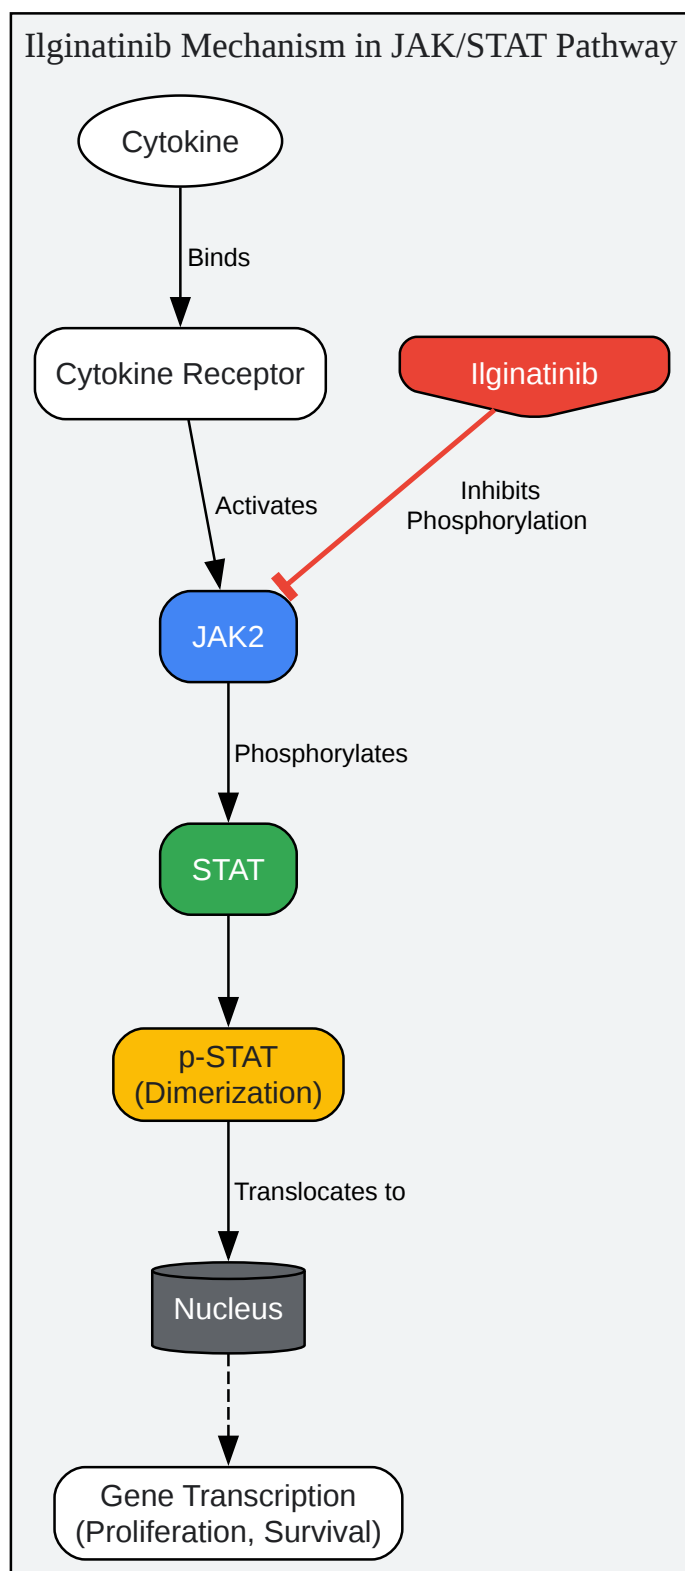 Ilginatinib Mechanism in JAK/STAT Pathway
Cytokine
Binds
Cytokine Receptor
Ilginatinib
Activates
Inhibits
Phosphorylation
JAK2
Phosphorylates
STAT
p-STAT
(Dimerization)
Translocates to
Nucleus
Gene Transcription
(Proliferation, Survival)